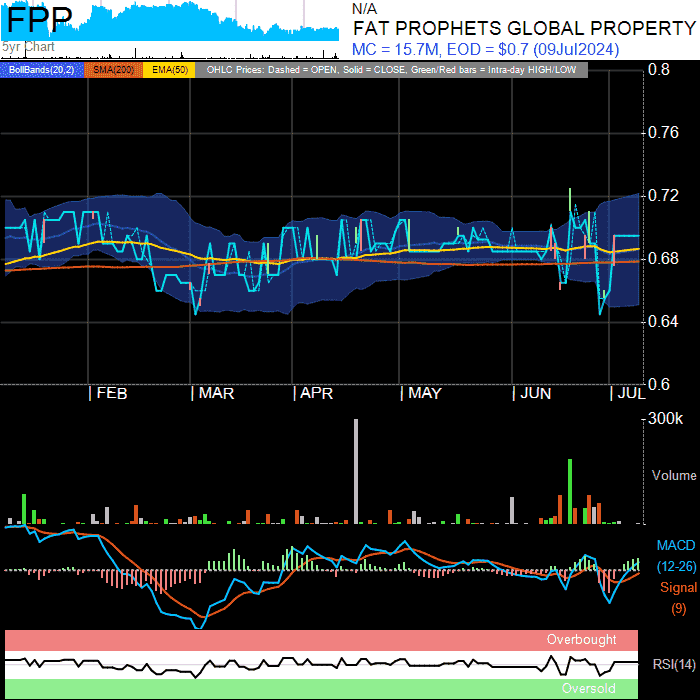 FPP
5yr Chart
N/A
FAT PROPHETS GLOBAL PROPERTY
MC = 15.7M, EOD = $0.7 (09Jul2024)
BollBands(20,2) SMA(200) EMA(50) OHLC Prices: Dashed = OPEN, Solid = CLOSE, Green/Red bars = Intra-day HIGH/LOW
0.8
0.76
0.72
0.68
0.64
0.6
| FEB | MAR | APR | MAY | JUN | JUL
300k
Volume
MACD
(12-26)
Signal
(9)
Overbought
RSI(14)
Oversold